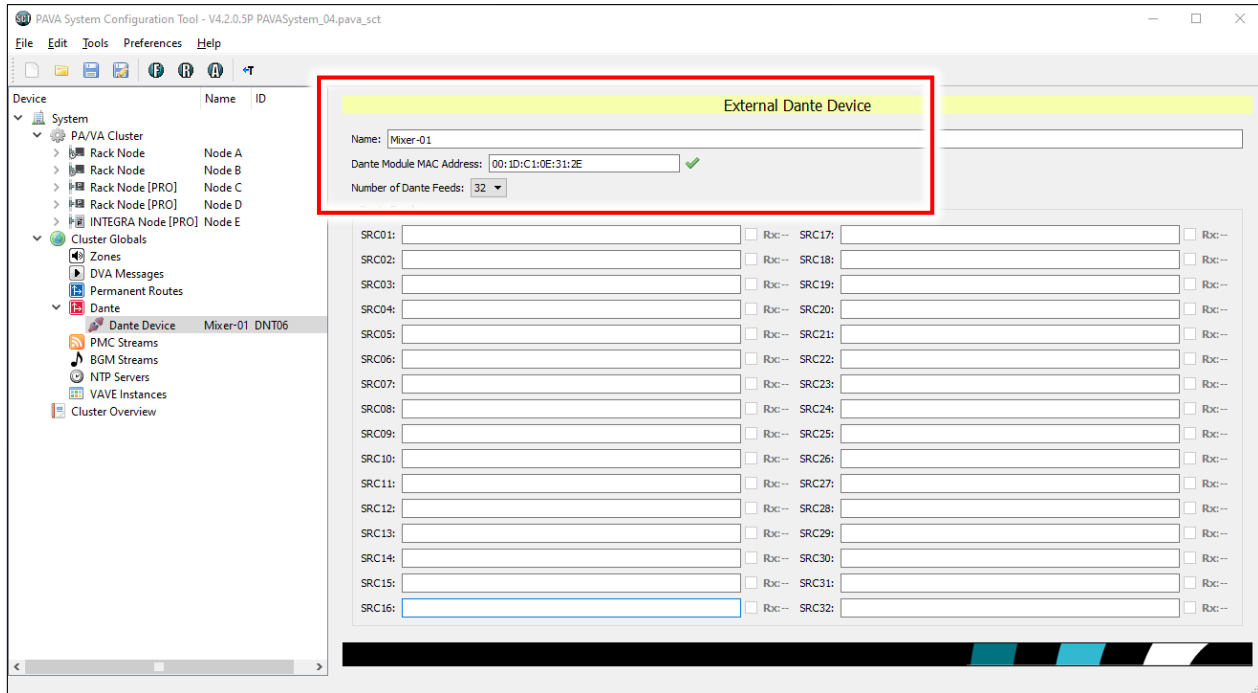 SCT PAVA System Configuration Tool - V4.2.0.5P PAVASystem_04.pava_sct
File Edit Tools Preferences Help
F R A T
Device Name ID
System
PA/VA Cluster
Rack Node Node A
Rack Node Node B
Rack Node [PRO] Node C
Rack Node [PRO] Node D
INTEGRA Node [PRO] Node E
Cluster Globals
Zones
DVA Messages
Permanent Routes
Dante
Dante Device Mixer-01 DNT06
PMC Streams
BGM Streams
NTP Servers
VAVE Instances
Cluster Overview
External Dante Device
Name: Mixer-01
Dante Module MAC Address: 00:1D:C1:0E:31:2E
Number of Dante Feeds: 32
SRC01: Rx:-- SRC17: Rx:--
SRC02: Rx:-- SRC18: Rx:--
SRC03: Rx:-- SRC19: Rx:--
SRC04: Rx:-- SRC20: Rx:--
SRC05: Rx:-- SRC21: Rx:--
SRC06: Rx:-- SRC22: Rx:--
SRC07: Rx:-- SRC23: Rx:--
SRC08: Rx:-- SRC24: Rx:--
SRC09: Rx:-- SRC25: Rx:--
SRC10: Rx:-- SRC26: Rx:--
SRC11: Rx:-- SRC27: Rx:--
SRC12: Rx:-- SRC28: Rx:--
SRC13: Rx:-- SRC29: Rx:--
SRC14: Rx:-- SRC30: Rx:--
SRC15: Rx:-- SRC31: Rx:--
SRC16: Rx:-- SRC32: Rx:--